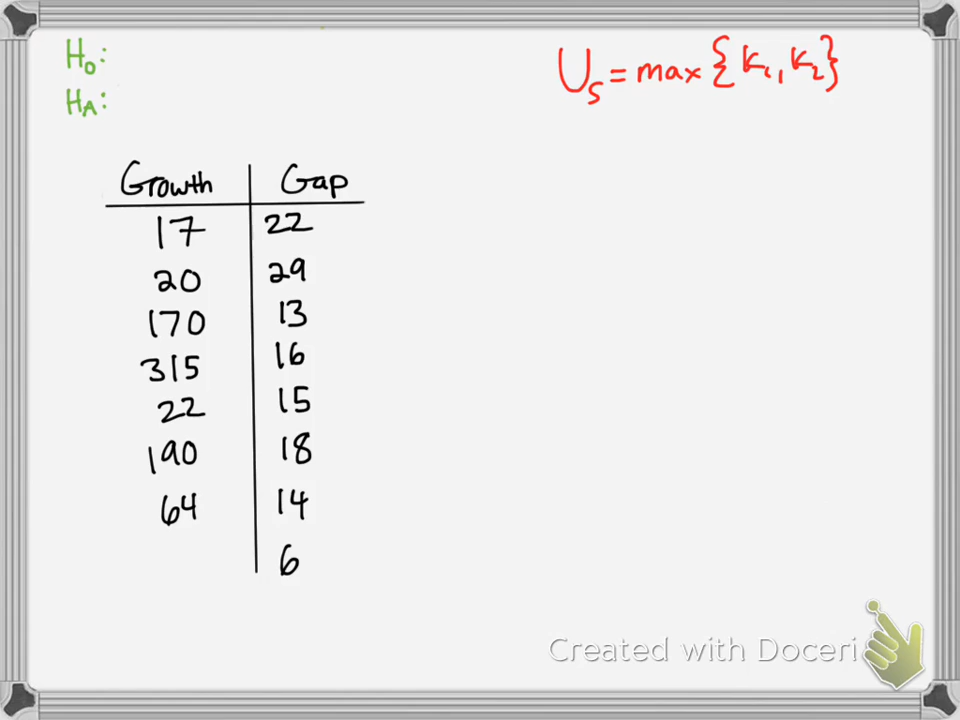 H₀:
H_A:
U_S = max {K₁, K₂}
Growth Gap
17 22
20 29
170 13
315 16
22 15
190 18
64 14
6
Created with Doceri